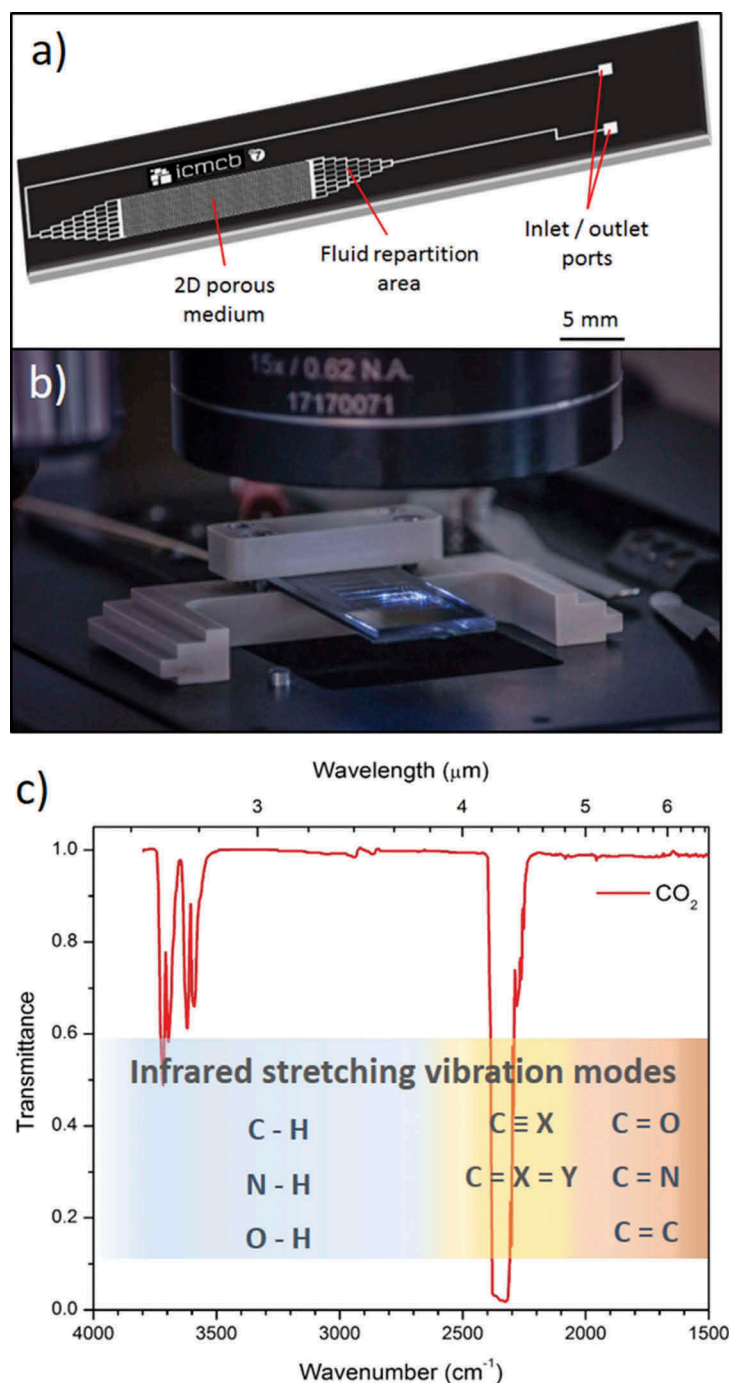 a)
icmcb
7
2D porous
medium
Fluid repartition
area
Inlet / outlet
ports
5 mm
b)
15x / 0.62 N.A.
17170071
c)
Wavelength (μm)
3 4 5 6
1.0
0.8
0.6
0.4
0.2
0.0
Transmittance
CO₂
Infrared stretching vibration modes
C - H
N - H
O - H
C ≡ X
C = X = Y
C = O
C = N
C = C
4000 3500 3000 2500 2000 1500
Wavenumber (cm⁻¹)